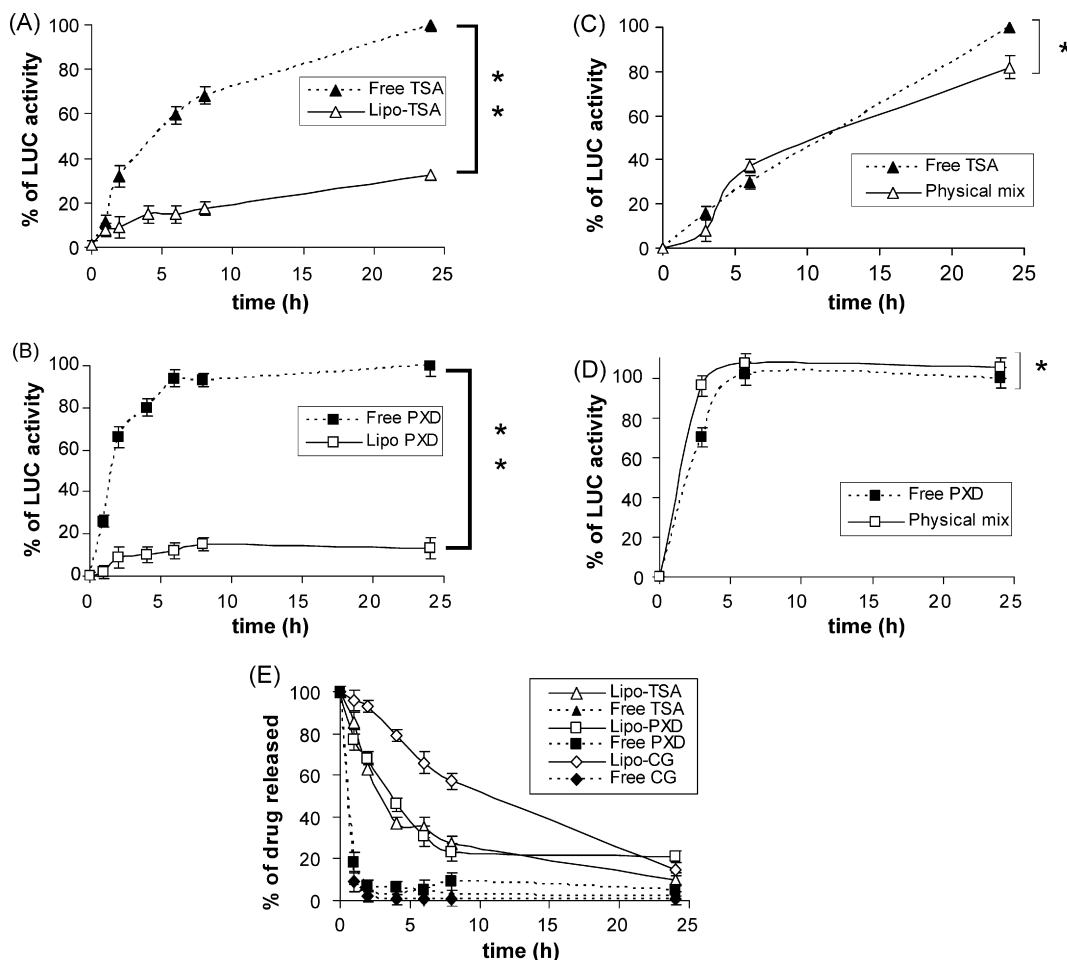 (A)
% of LUC activity
100
80
60
40
20
0
Free TSA
Lipo-TSA
*
*
0 5 10 15 20 25
time (h)
(C)
% of LUC activity
100
80
60
40
20
0
Free TSA
Physical mix
*
0 5 10 15 20 25
time (h)
(B)
% of LUC activity
100
80
60
40
20
0
Free PXD
Lipo PXD
*
*
0 5 10 15 20 25
time (h)
(D)
% of LUC activity
100
80
60
40
20
0
Free PXD
Physical mix
*
0 5 10 15 20 25
time (h)
(E)
% of drug released
100
80
60
40
20
0
Lipo-TSA
Free TSA
Lipo-PXD
Free PXD
Lipo-CG
Free CG
0 5 10 15 20 25
time (h)